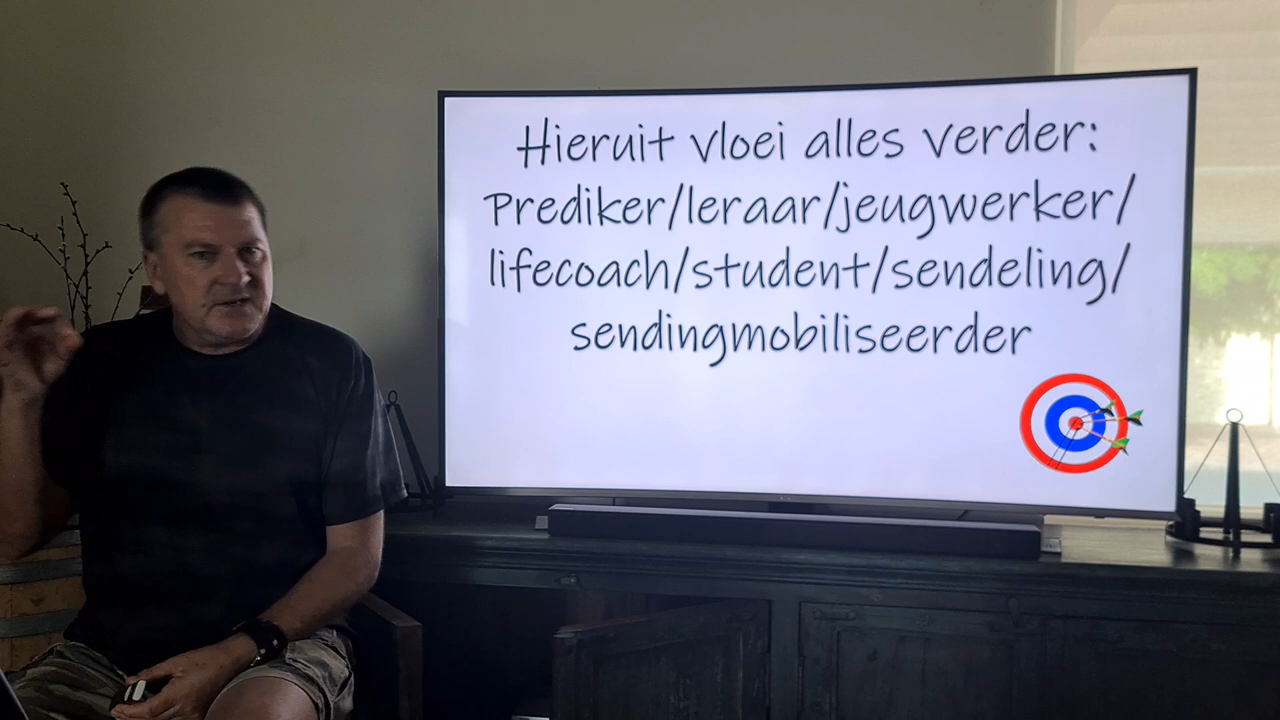 Hieruit vloei alles verder:
Prediker/leraar/jeugwerker/
lifecoach/student/sendeling/
sendingmobiliseerder